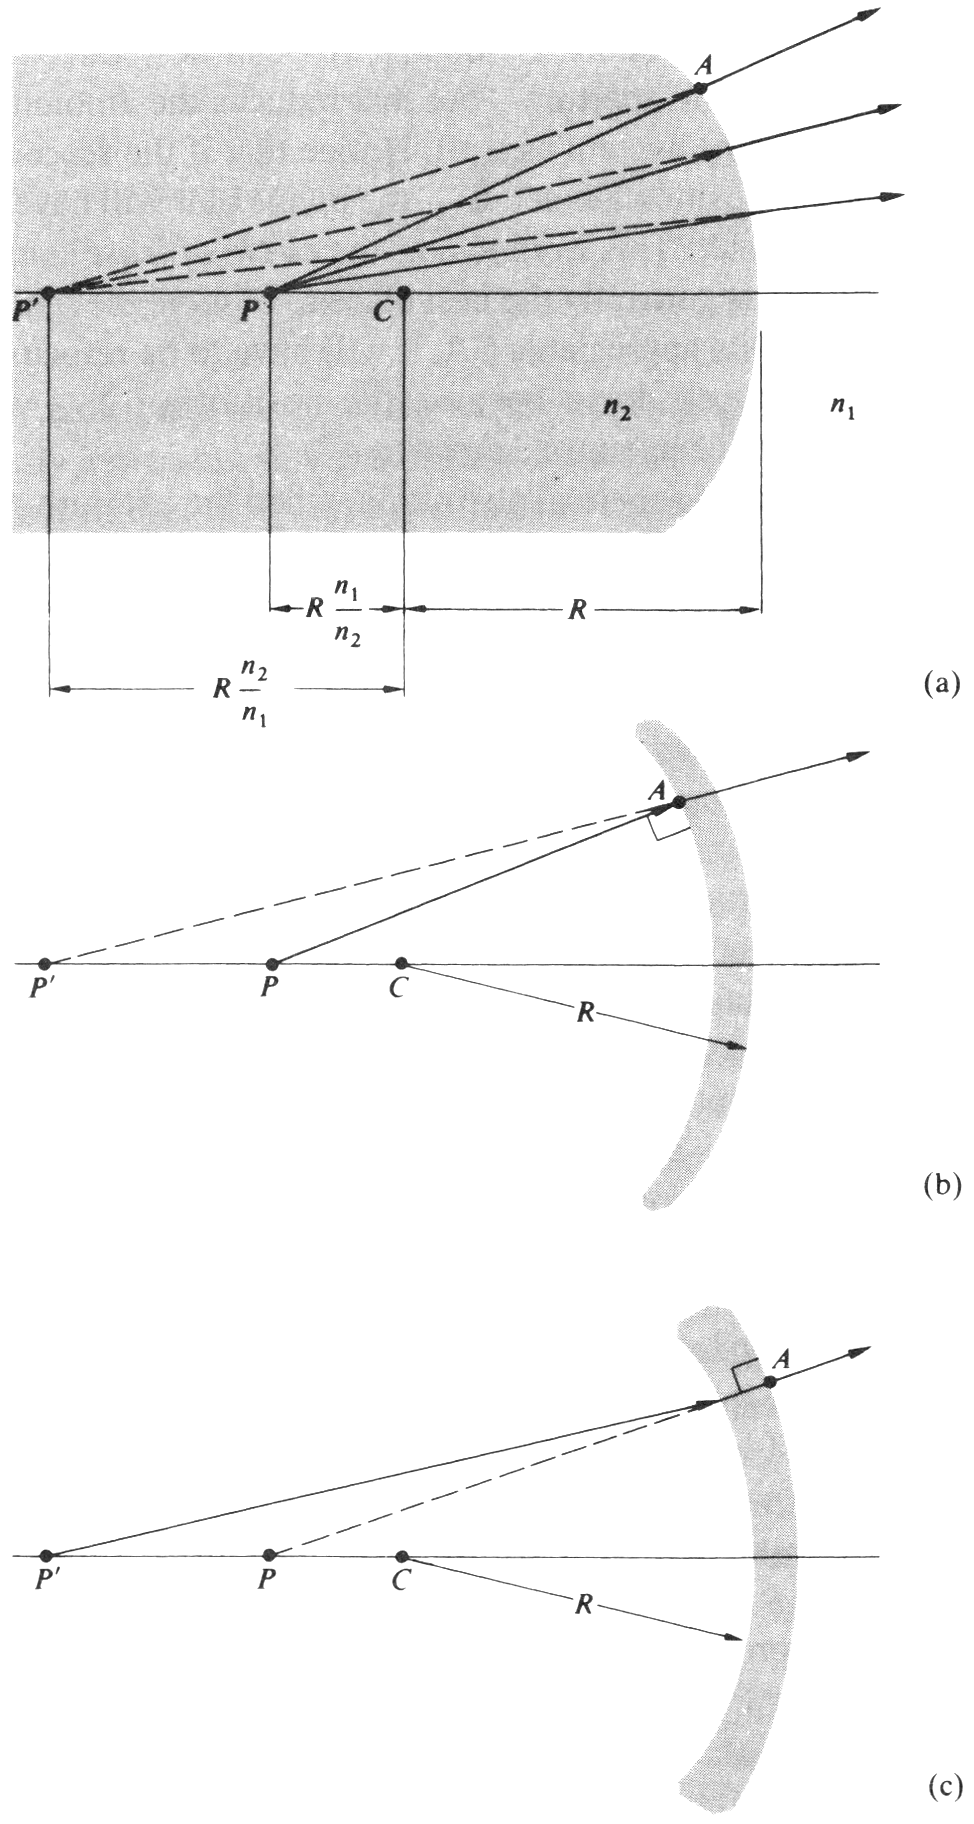 A
P' P C
n2 n1
R n1/n2 R
R n2/n1
(a)
A
P' P C
R
(b)
A
P' P C
R
(c)